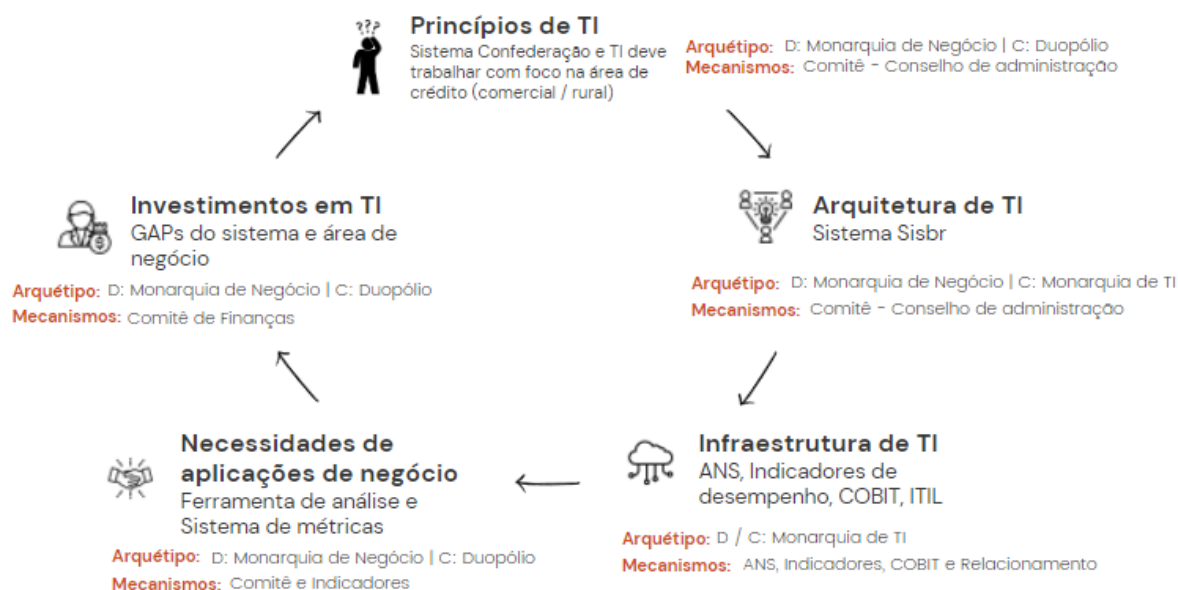 ???
Princípios de TI
Sistema Confederação e TI deve
trabalhar com foco na área de
crédito (comercial / rural)
Arquétipo: D: Monarquia de Negócio | C: Duopólio
Mecanismos: Comitê - Conselho de administração
Arquitetura de TI
Sistema Sisbr
Arquétipo: D: Monarquia de Negócio | C: Monarquia de TI
Mecanismos: Comitê - Conselho de administração
Infraestrutura de TI
ANS, Indicadores de
desempenho, COBIT, ITIL
Arquétipo: D / C: Monarquia de TI
Mecanismos: ANS, Indicadores, COBIT e Relacionamento
Necessidades de
aplicações de negócio
Ferramenta de análise e
Sistema de métricas
Arquétipo: D: Monarquia de Negócio | C: Duopólio
Mecanismos: Comitê e Indicadores
Investimentos em TI
GAPs do sistema e área de
negócio
Arquétipo: D: Monarquia de Negócio | C: Duopólio
Mecanismos: Comitê de Finanças